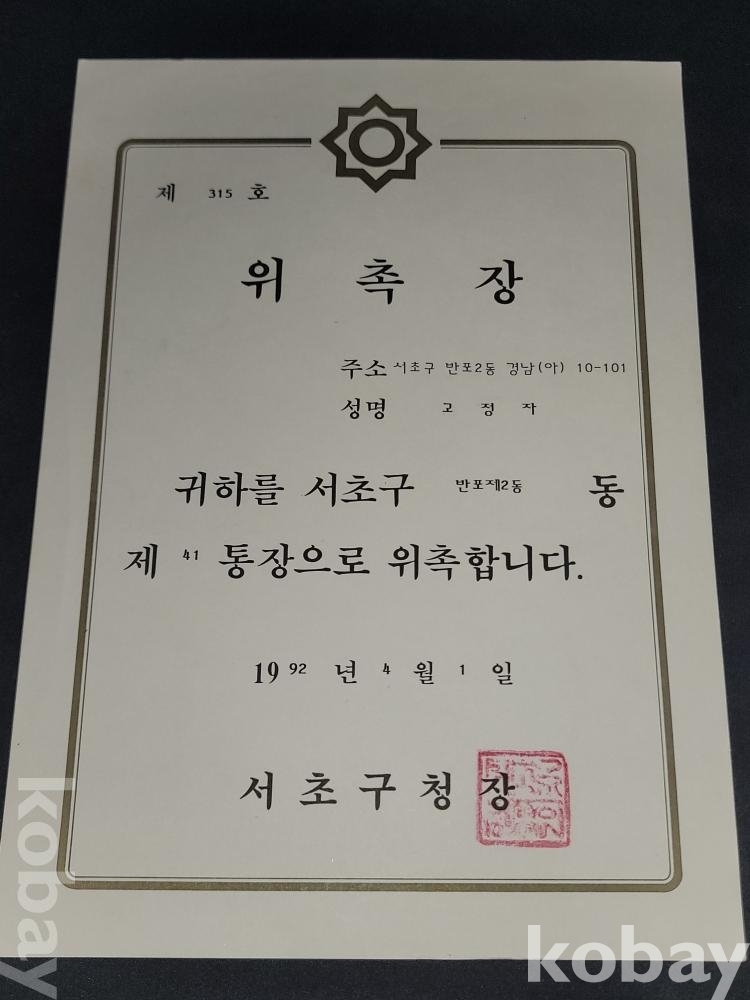 제 315 호
위 촉 장
주소 서초구 반포2동 경남(아) 10-101
성명 고 정 자
귀하를 서초구 반포제2동 동
제 41 통장으로 위촉합니다.
19 92 년 4 월 1 일
서 초 구 청 장
kobay
kobay